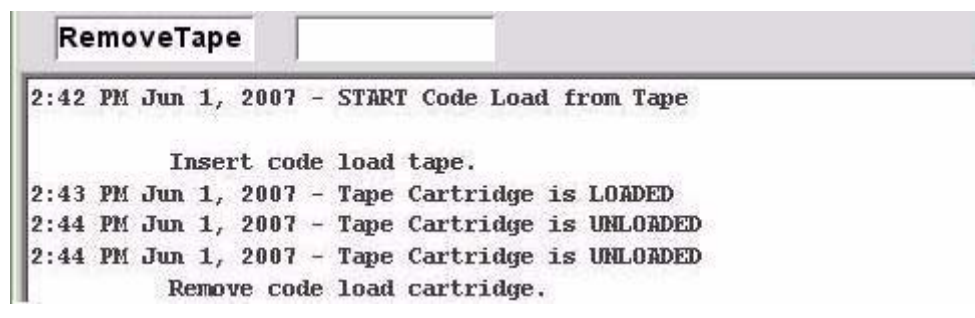 RemoveTape
2:42 PM Jun 1, 2007 - START Code Load from Tape
Insert code load tape.
2:43 PM Jun 1, 2007 - Tape Cartridge is LOADED
2:44 PM Jun 1, 2007 - Tape Cartridge is UNLOADED
2:44 PM Jun 1, 2007 - Tape Cartridge is UNLOADED
Remove code load cartridge.